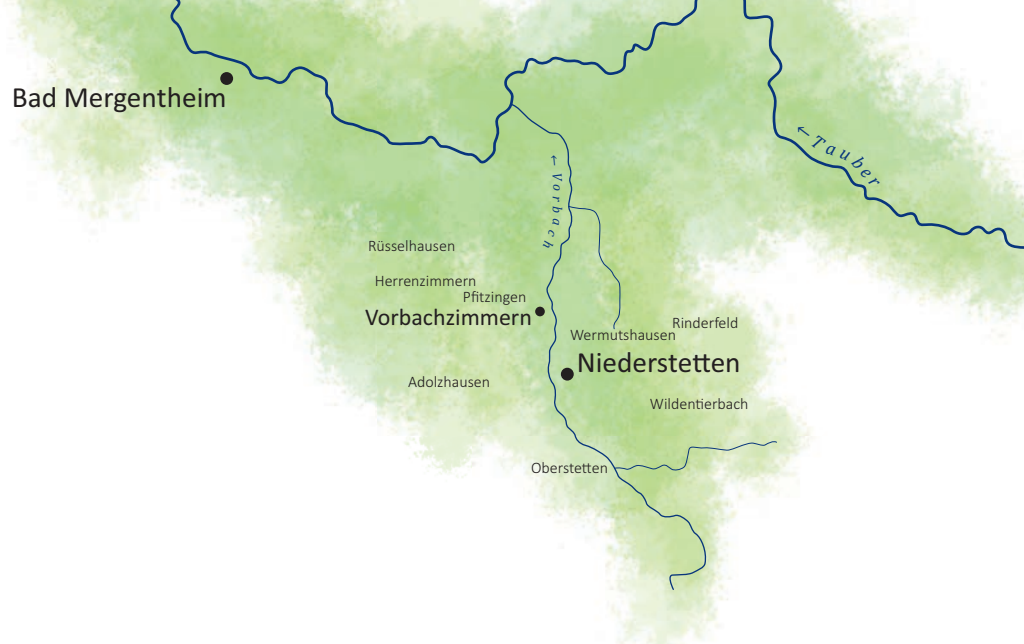 Bad Mergentheim
← Tauber
← Vorbach
Rüsselhausen
Herrenzimmern
Pfitzingen
Vorbachzimmern
Rinderfeld
Wermutshausen
Niederstetten
Adolzhausen
Wildentierbach
Oberstetten